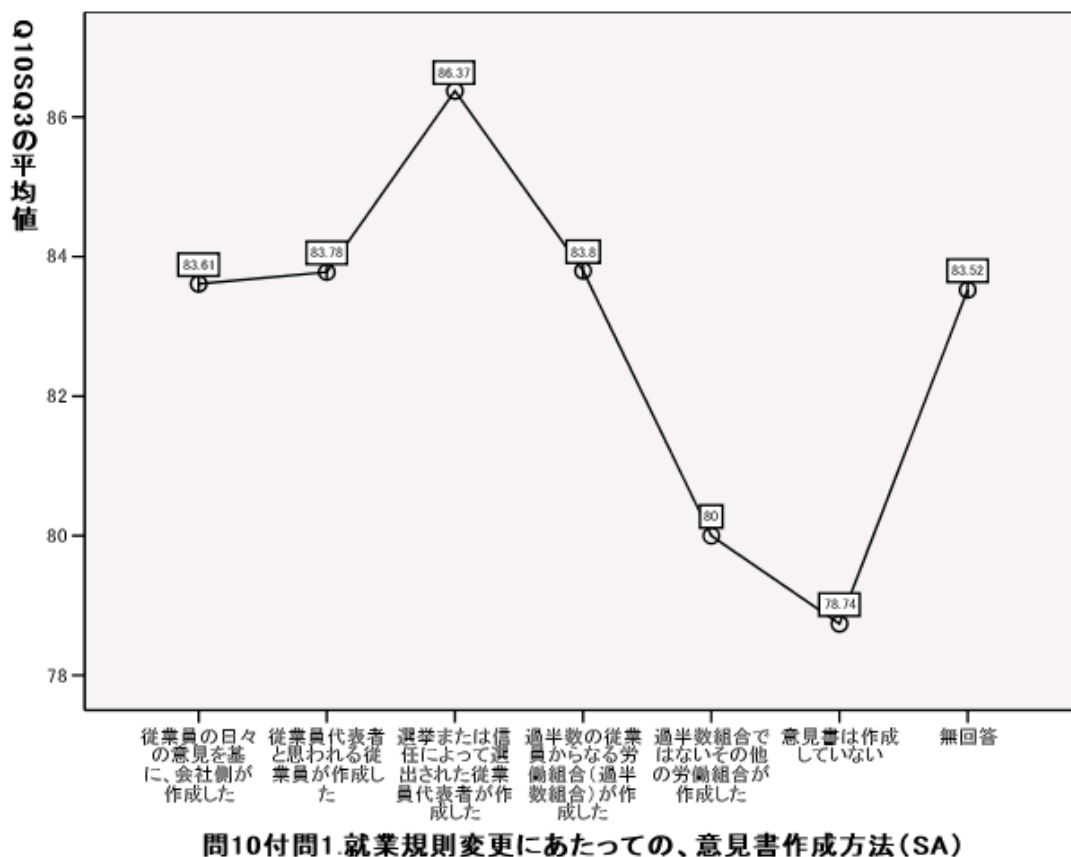 Q10SQ3の平均値
86
84
82
80
78
83.61
83.78
86.37
83.8
80
78.74
83.52
従業員の日々
の意見を基
に、会社側が
作成した
従業員代表者
と思われる従
業員が作成し
た
選挙または信
任によって選
出された従業
員代表者が作
成した
過半数の従業
員からなる労
働組合(過半
数組合)が作
成した
過半数組合で
はないその他
の労働組合が
作成した
意見書は作成
していない
無回答
問10付問1.就業規則変更にあたっての、意見書作成方法(SA)